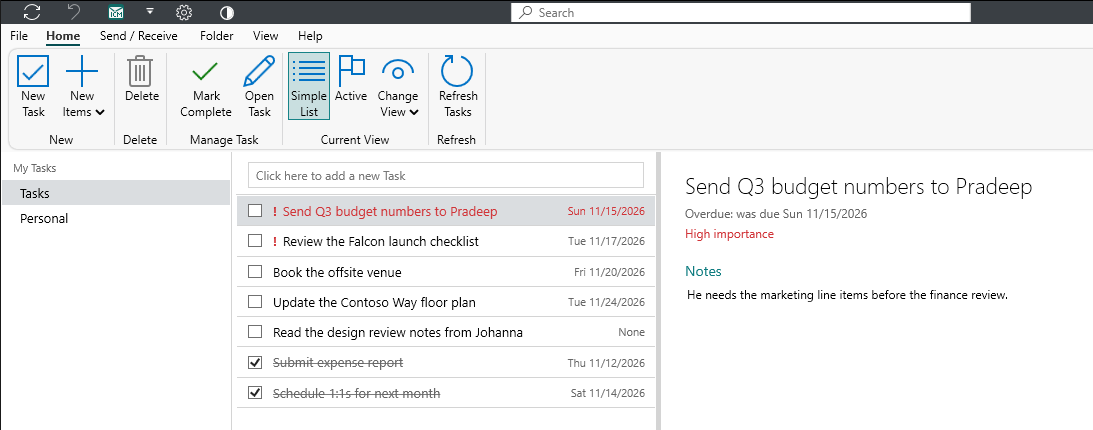 ICM
Search
File Home Send / Receive Folder View Help
New Task
New Items
Delete
Mark Complete
Open Task
Simple List
Active
Change View
Refresh Tasks
New
Delete
Manage Task
Current View
Refresh
My Tasks
Tasks
Personal
Click here to add a new Task
! Send Q3 budget numbers to Pradeep Sun 11/15/2026
! Review the Falcon launch checklist Tue 11/17/2026
Book the offsite venue Fri 11/20/2026
Update the Contoso Way floor plan Tue 11/24/2026
Read the design review notes from Johanna None
Submit expense report Thu 11/12/2026
Schedule 1:1s for next month Sat 11/14/2026
Send Q3 budget numbers to Pradeep
Overdue: was due Sun 11/15/2026
High importance
Notes
He needs the marketing line items before the finance review.